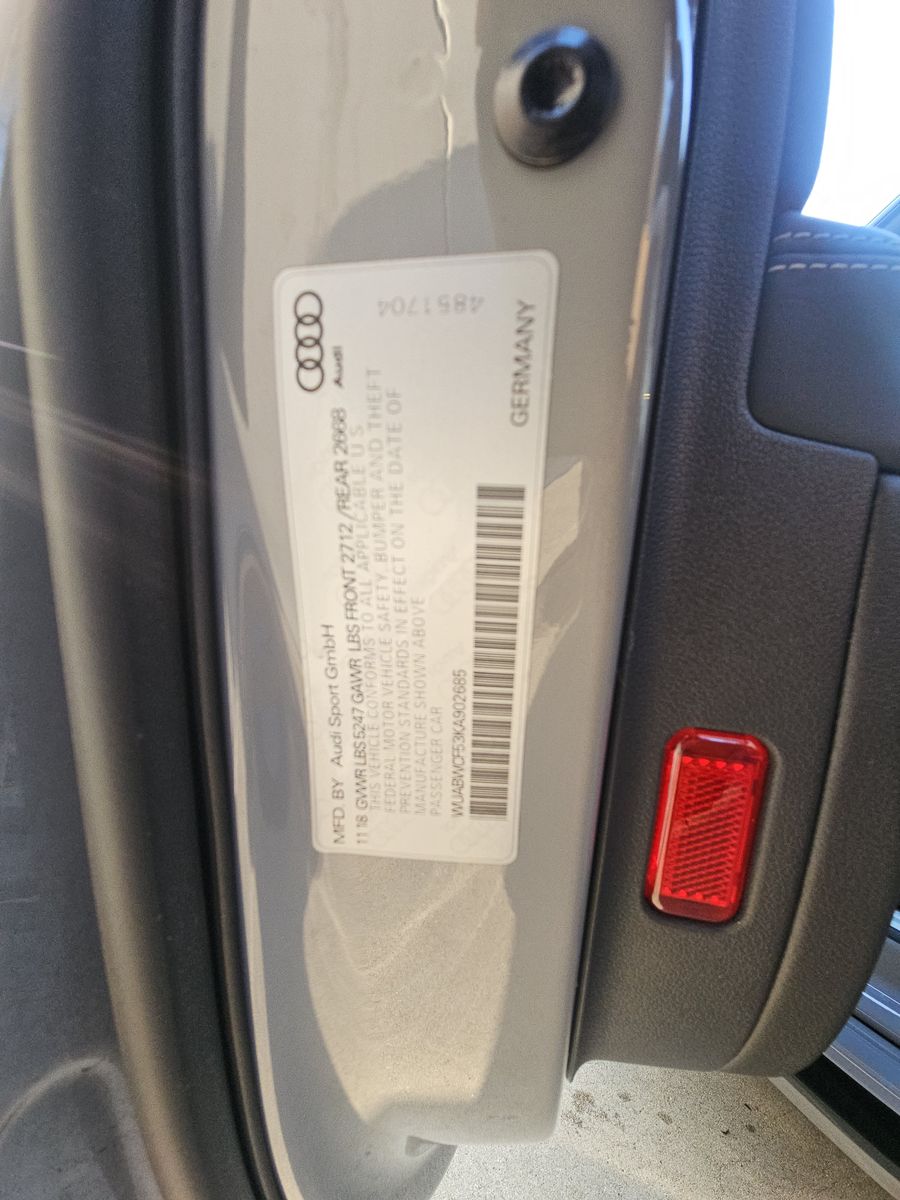 Audi
MFD. BY Audi Sport GmbH
11.18 GVWR LBS 5247 GAWR LBS FRONT 2712 /REAR 2668
THIS VEHICLE CONFORMS TO ALL APPLICABLE U S
FEDERAL MOTOR VEHICLE SAFETY, BUMPER AND THEFT
PREVENTION STANDARDS IN EFFECT ON THE DATE OF
MANUFACTURE SHOWN ABOVE
PASSENGER CAR
WUABWCF53KA902685
GERMANY
4851704